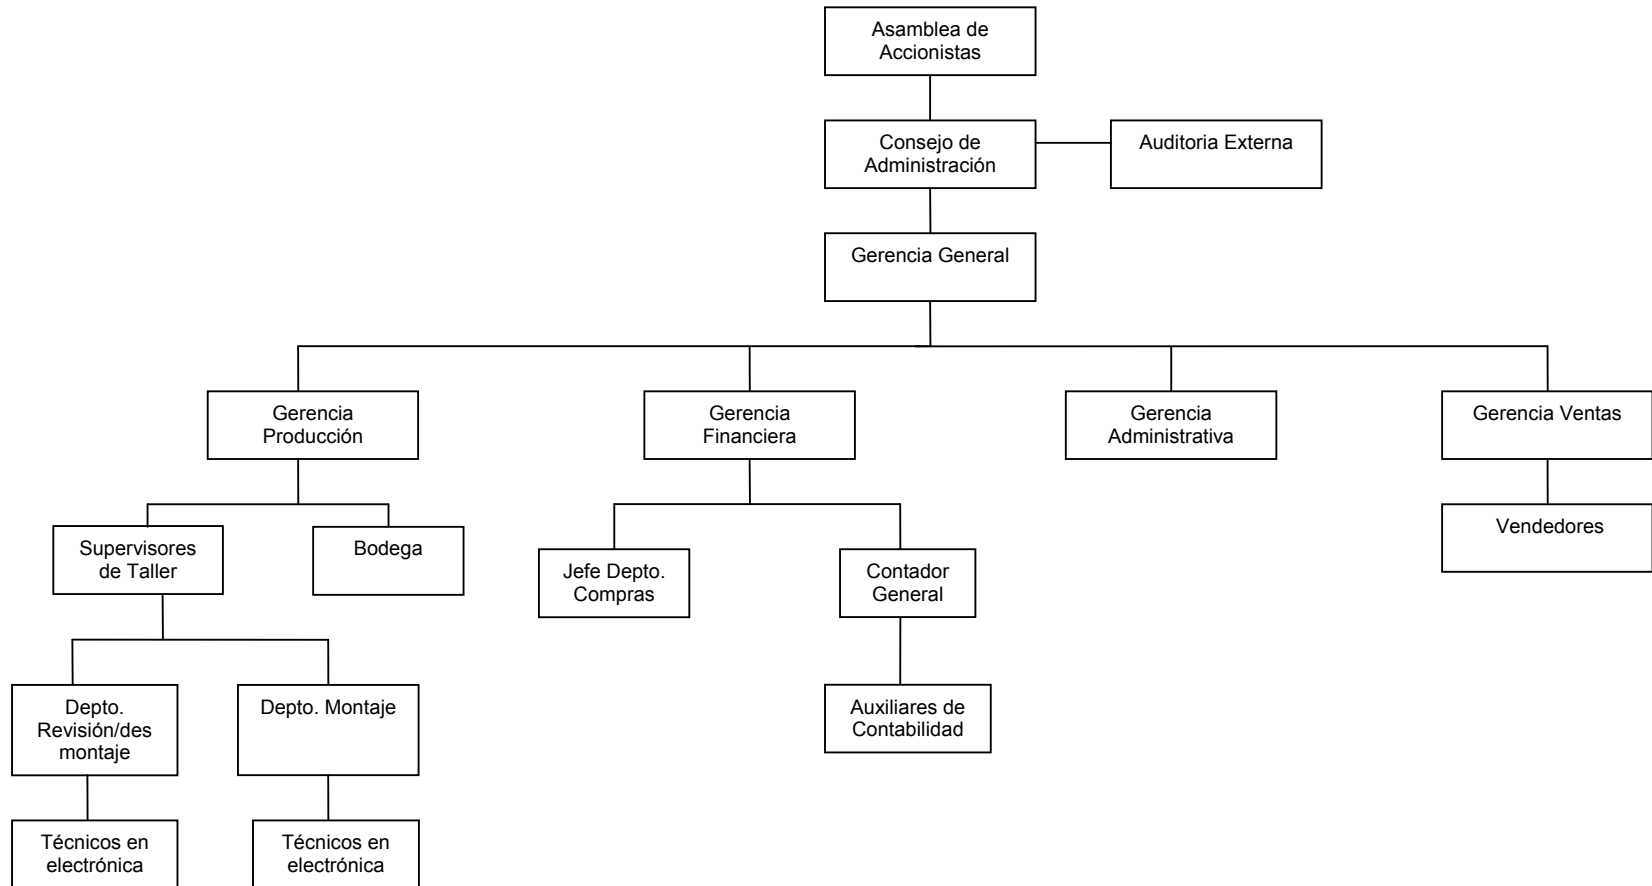 Asamblea de
Accionistas
Consejo de
Administración
Auditoria Externa
Gerencia General
Gerencia
Producción
Gerencia
Financiera
Gerencia
Administrativa
Gerencia Ventas
Supervisores
de Taller
Bodega
Jefe Depto.
Compras
Contador
General
Vendedores
Depto.
Revisión/des
montaje
Depto. Montaje
Auxiliares de
Contabilidad
Técnicos en
electrónica
Técnicos en
electrónica